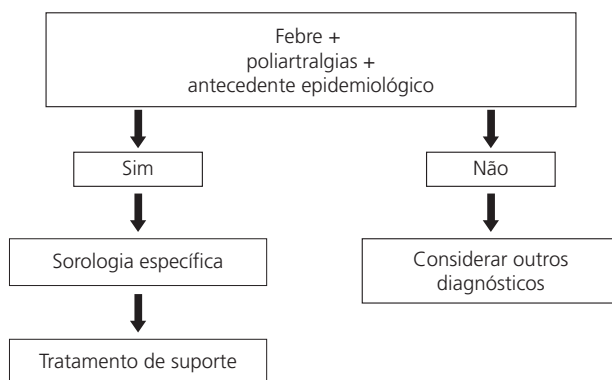 Febre +
poliartralgias +
antecedente epidemiológico
Sim
Não
Sorologia específica
Considerar outros
diagnósticos
Tratamento de suporte